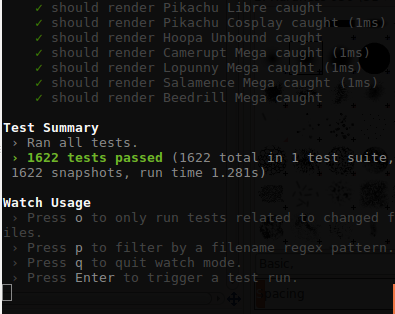 ✓ should render Pikachu Libre caught
✓ should render Pikachu Cosplay caught (1ms)
✓ should render Hoopa Unbound caught
✓ should render Camerupt Mega caught (1ms)
✓ should render Lopunny Mega caught (1ms)
✓ should render Salamence Mega caught (1ms)
✓ should render Beedrill Mega caught
Test Summary
› Ran all tests.
› 1622 tests passed (1622 total in 1 test suite,
1622 snapshots, run time 1.281s)
Watch Usage
› Press o to only run tests related to changed f
iles.
› Press p to filter by a filename regex pattern.
› Press q to quit watch mode.
Basic
› Press Enter to trigger a test run.
Spacing